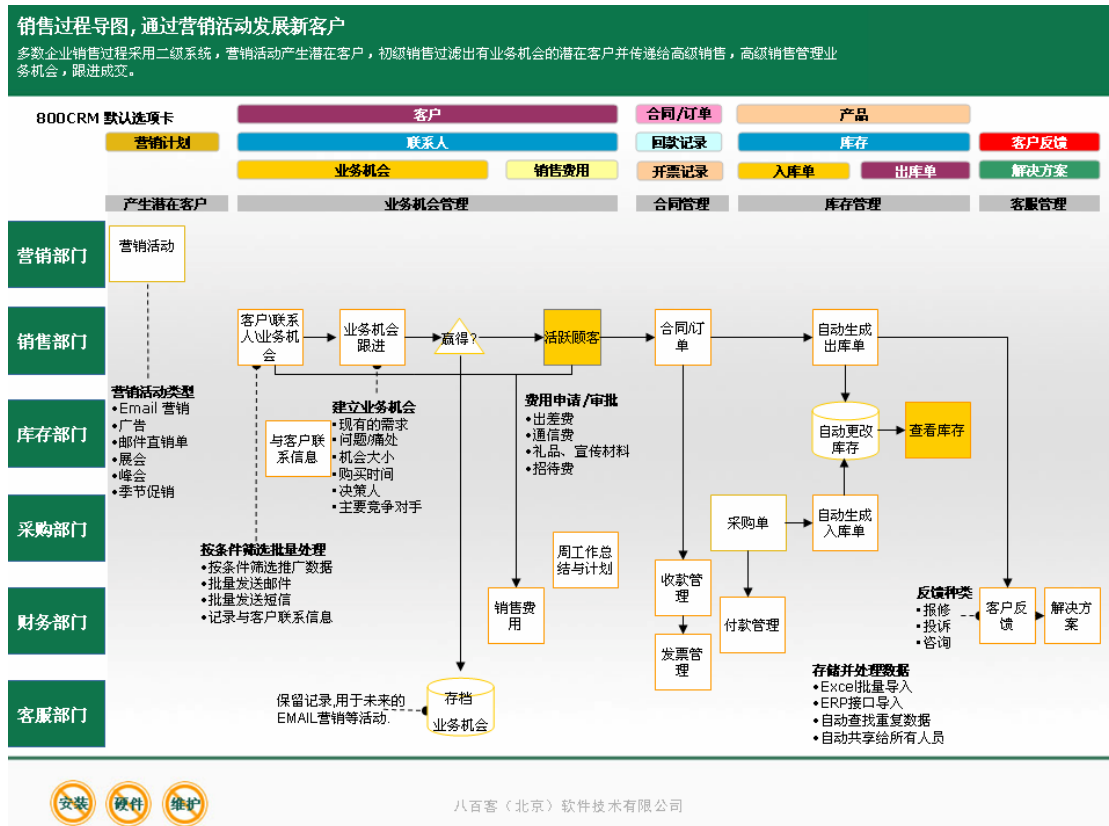 销售过程导图,通过营销活动发展新客户
多数企业销售过程采用二级系统，营销活动产生潜在客户，初级销售过滤出有业务机会的潜在客户并传递给高级销售，高级销售管理业
务机会，跟进成交。
800CRM 默认选项卡
客户
合同/订单
产品
营销计划
联系人
回款记录
库存
客户反馈
业务机会
销售费用
开票记录
入库单
出库单
解决方案
产生潜在客户
业务机会管理
合同管理
库存管理
客服管理
营销部门
营销活动
销售部门
客户\联系
人\业务机
会
业务机会
跟进
赢得?
活跃顾客
合同/订
单
自动生成
出库单
营销活动类型
•Email 营销
•广告
•邮件直销单
•展会
•峰会
•季节促销
库存部门
与客户联
系信息
建立业务机会
•现有的需求
•问题/痛处
•机会大小
•购买时间
•决策人
•主要竞争对手
费用申请/审批
•出差费
•通信费
•礼品、宣传材料
•招待费
自动更改
库存
查看库存
采购部门
采购单
自动生成
入库单
按条件筛选批量处理
•按条件筛选推广数据
•批量发送邮件
•批量发送短信
•记录与客户联系信息
周工作总
结与计划
财务部门
销售费
用
收款管
理
付款管理
发票管
理
反馈种类
•报修
•投诉
•咨询
客户反
馈
解决方
案
客服部门
保留记录,用于未来的
EMAIL营销等活动.
存档
业务机会
存储并处理数据
•Excel批量导入
•ERP接口导入
•自动查找重复数据
•自动共享给所有人员
安装
硬件
维护
八百客（北京）软件技术有限公司